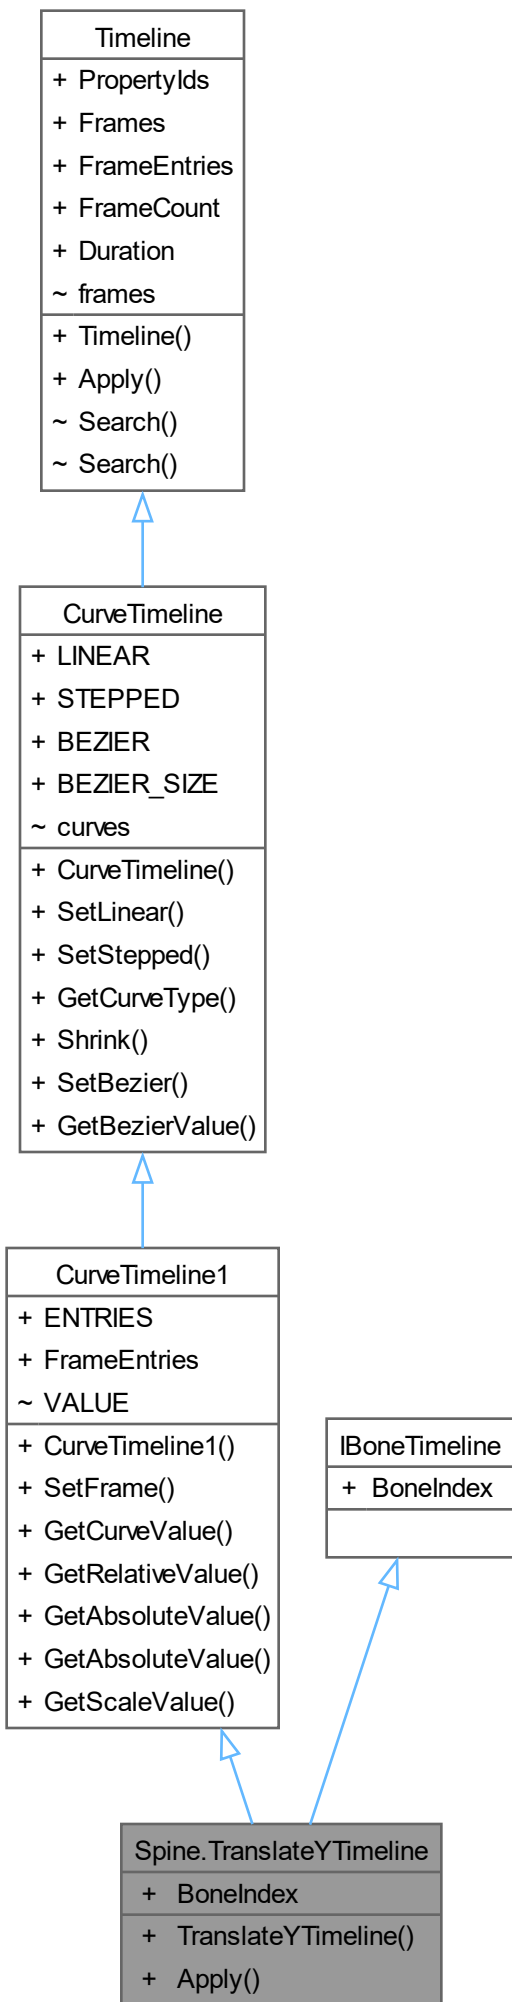 Timeline
+ PropertyIds
+ Frames
+ FrameEntries
+ FrameCount
+ Duration
~ frames
+ Timeline()
+ Apply()
~ Search()
~ Search()
CurveTimeline
+ LINEAR
+ STEPPED
+ BEZIER
+ BEZIER_SIZE
~ curves
+ CurveTimeline()
+ SetLinear()
+ SetStepped()
+ GetCurveType()
+ Shrink()
+ SetBezier()
+ GetBezierValue()
CurveTimeline1
+ ENTRIES
+ FrameEntries
~ VALUE
+ CurveTimeline1()
+ SetFrame()
+ GetCurveValue()
+ GetRelativeValue()
+ GetAbsoluteValue()
+ GetAbsoluteValue()
+ GetScaleValue()
IBoneTimeline
+ BoneIndex
Spine.TranslateYTimeline
+ BoneIndex
+ TranslateYTimeline()
+ Apply()